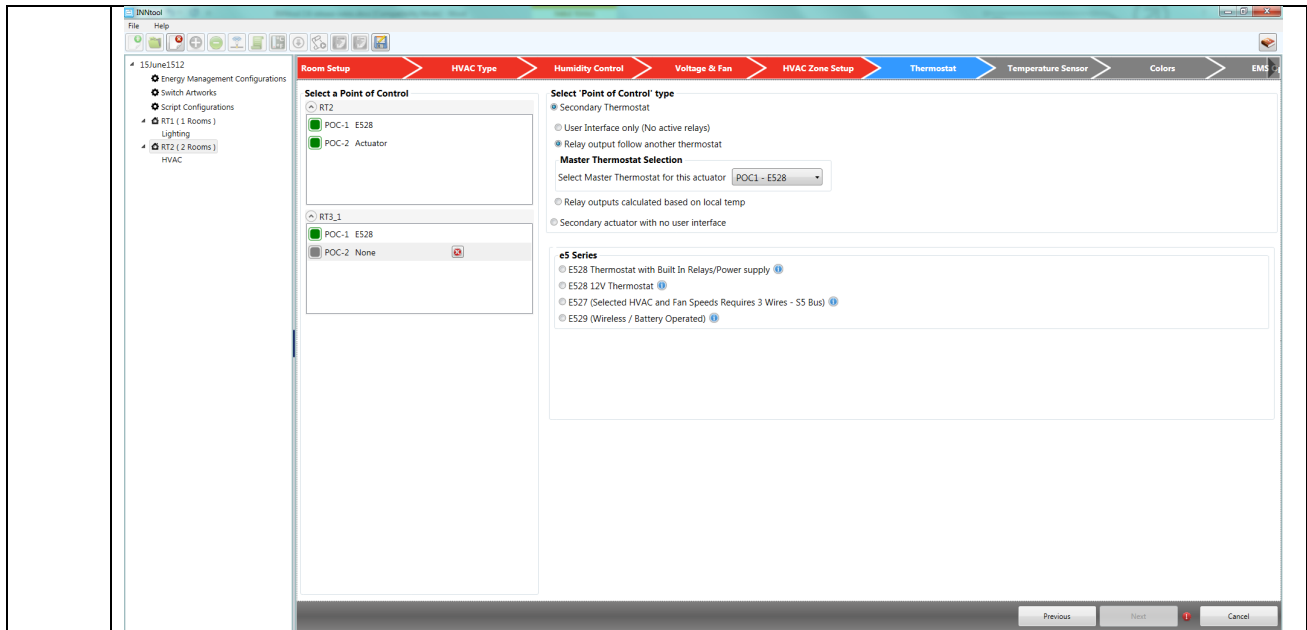 INNtool
File Help
15June1512
Energy Management Configurations
Switch Artworks
Script Configurations
RT1 ( 1 Rooms )
Lighting
RT2 ( 2 Rooms )
HVAC
Room Setup
HVAC Type
Humidity Control
Voltage & Fan
HVAC Zone Setup
Thermostat
Temperature Sensor
Colors
EMS
Select a Point of Control
RT2
POC-1 E528
POC-2 Actuator
RT3_1
POC-1 E528
POC-2 None
Select 'Point of Control' type
Secondary Thermostat
User Interface only (No active relays)
Relay output follow another thermostat
Master Thermostat Selection
Select Master Thermostat for this actuator POC1 - E528
Relay outputs calculated based on local temp
Secondary actuator with no user interface
e5 Series
E528 Thermostat with Built In Relays/Power supply
E528 12V Thermostat
E527 (Selected HVAC and Fan Speeds Requires 3 Wires - S5 Bus)
E529 (Wireless / Battery Operated)
Previous
Next
Cancel